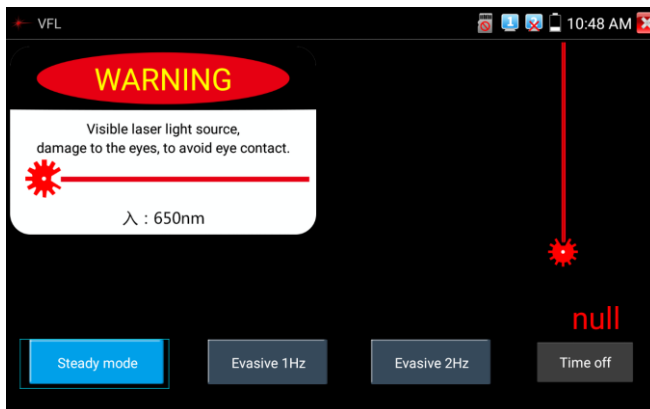 VFL
1
10:48 AM
WARNING
Visible laser light source,
damage to the eyes, to avoid eye contact.
入 : 650nm
null
Steady mode
Evasive 1Hz
Evasive 2Hz
Time off